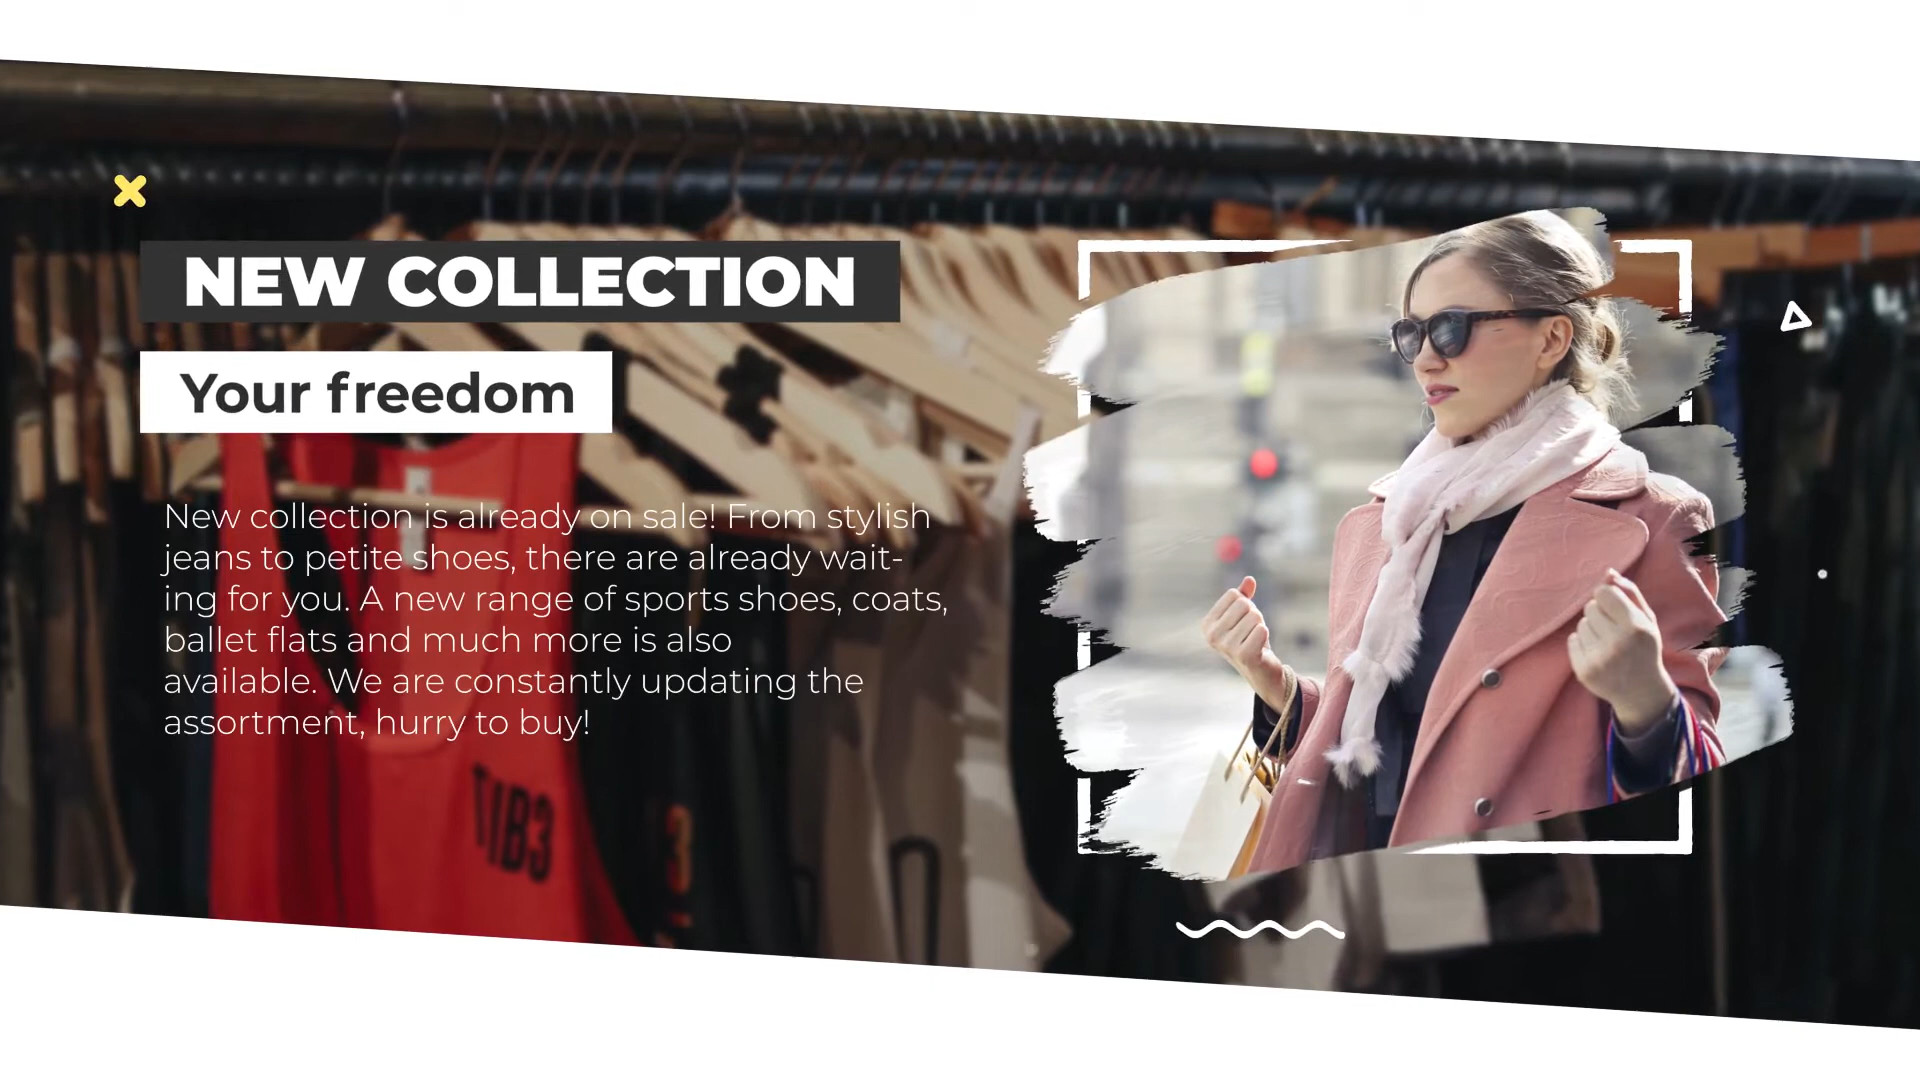 NEW COLLECTION
Your freedom
New collection is already on sale! From stylish
jeans to petite shoes, there are already wait-
ing for you. A new range of sports shoes, coats,
ballet flats and much more is also
available. We are constantly updating the
assortment, hurry to buy!
3